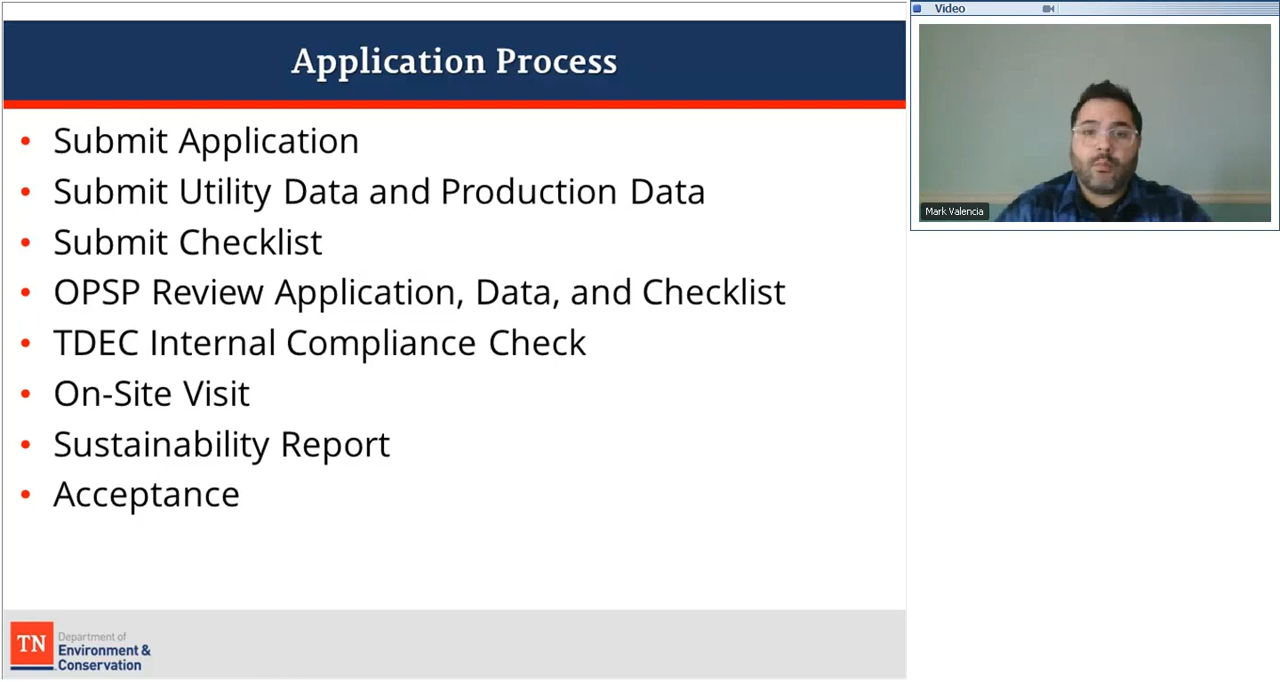 Application Process
Submit Application
Submit Utility Data and Production Data
Submit Checklist
OPSP Review Application, Data, and Checklist
TDEC Internal Compliance Check
On-Site Visit
Sustainability Report
Acceptance
TN
Department of
Environment &
Conservation
Video
Mark Valencia